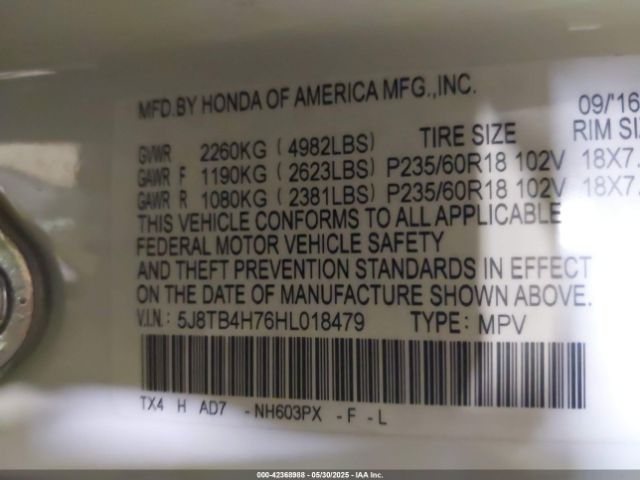 MFD.BY HONDA OF AMERICA MFG.,INC. 09/'16
TIRE SIZE RIM SI
GVWR 2260KG ( 4982LBS)
GAWR F 1190KG ( 2623LBS) P235/60R18 102V 18X7.
GAWR R 1080KG ( 2381LBS) P235/60R18 102V 18X7.
THIS VEHICLE CONFORMS TO ALL APPLICABLE
FEDERAL MOTOR VEHICLE SAFETY
AND THEFT PREVENTION STANDARDS IN EFFECT
ON THE DATE OF MANUFACTURE SHOWN ABOVE.
V.I.N.: 5J8TB4H76HL018479 TYPE: MPV
TX4 H AD7 -NH603PX -F -L
000-42368988 — 05/30/2025 — IAA Inc.